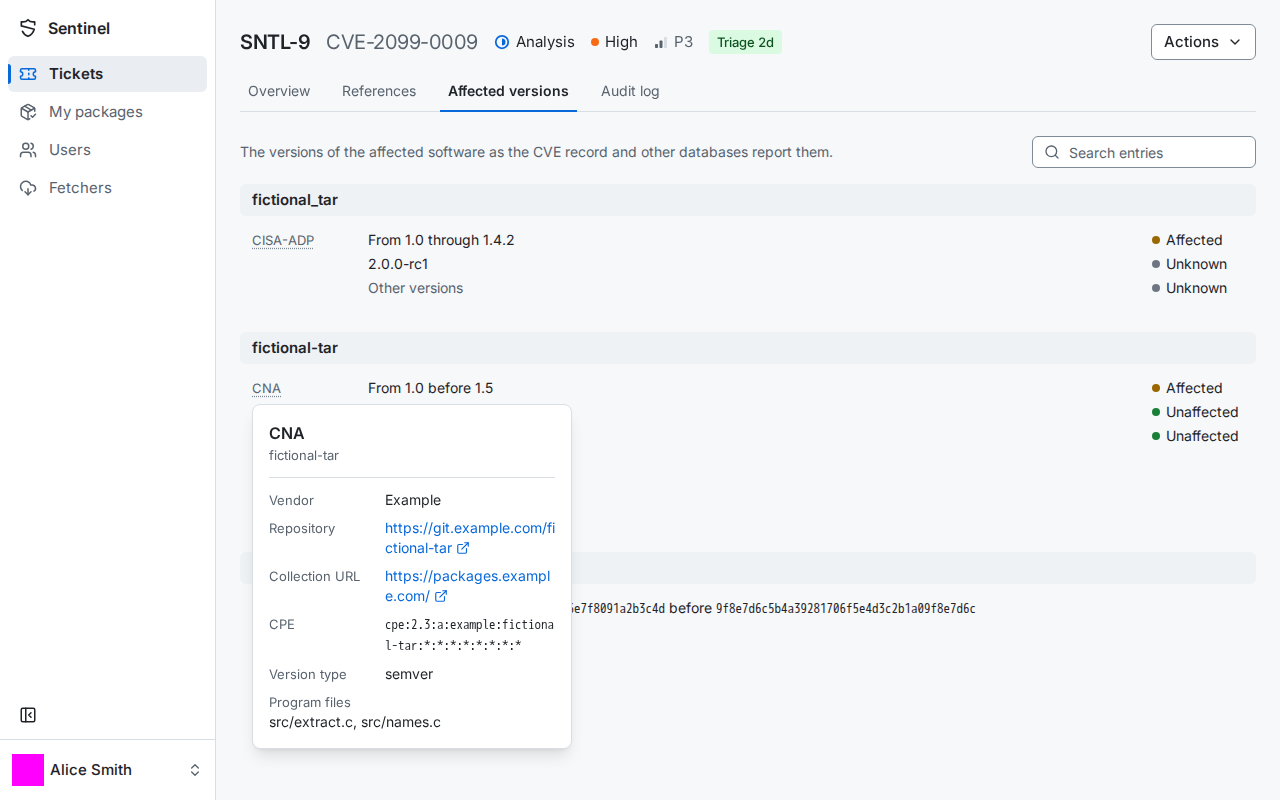 Sentinel
Tickets
My packages
Users
Fetchers
Alice Smith
SNTL-9 CVE-2099-0009 Analysis High P3 Triage 2d
Actions
Overview References Affected versions Audit log
The versions of the affected software as the CVE record and other databases report them.
Search entries
fictional_tar
CISA-ADP From 1.0 through 1.4.2 Affected
2.0.0-rc1 Unknown
Other versions Unknown
fictional-tar
CNA From 1.0 before 1.5 Affected
Unaffected
Unaffected
CNA
fictional-tar
Vendor Example
Repository https://git.example.com/fi
ctional-tar
Collection URL https://packages.exampl
e.com/
CPE cpe:2.3:a:example:fictiona
l-tar:*:*:*:*:*:*:*:*
Version type semver
Program files
src/extract.c, src/names.c
e7f8091a2b3c4d before 9f8e7d6c5b4a39281706f5e4d3c2b1a09f8e7d6c